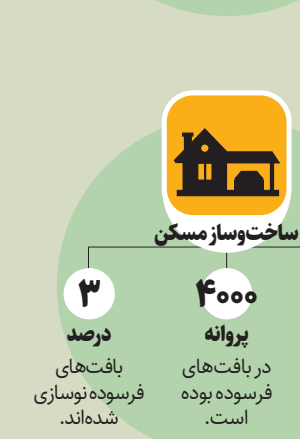 ساخت‌وساز مسکن
۴۰۰۰
پروانه
در بافت‌های
فرسوده بوده
است.
۳
درصد
بافت‌های
فرسوده نوسازی
شده‌اند.